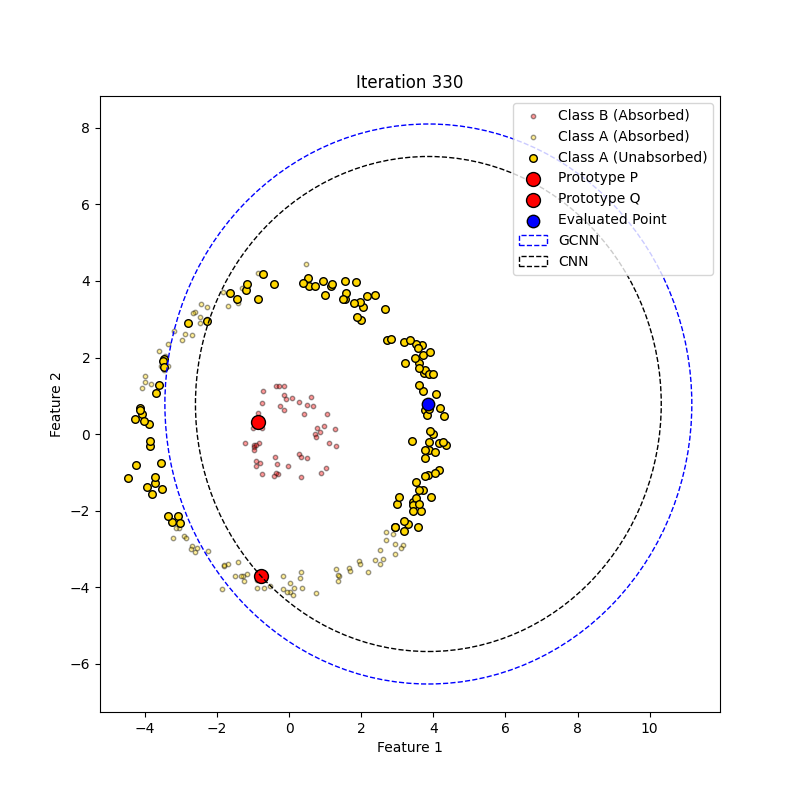 Iteration 330
Class B (Absorbed)
Class A (Absorbed)
Class A (Unabsorbed)
Prototype P
Prototype Q
Evaluated Point
GCNN
CNN
8
6
4
2
0
−2
−4
−6
Feature 2
−4
−2
0
2
4
6
8
10
Feature 1